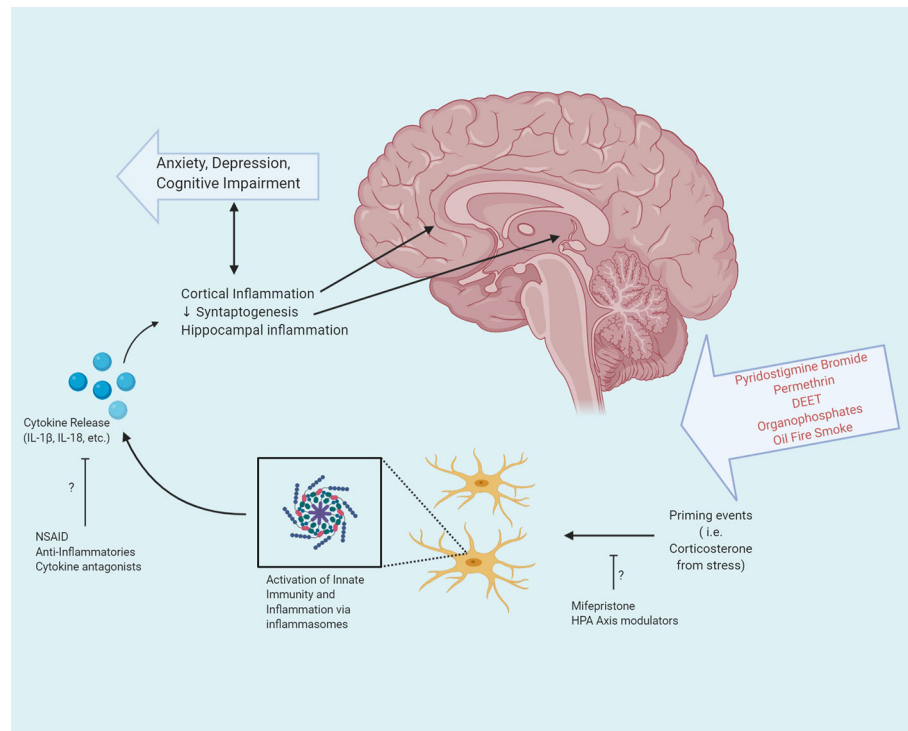 Anxiety, Depression,
Cognitive Impairment
Cortical Inflammation
↓ Syntaptogenesis
Hippocampal inflammation
Cytokine Release
(IL-1β, IL-18, etc.)
?
NSAID
Anti-Inflammatories
Cytokine antagonists
Activation of Innate
Immunity and
Inflammation via
inflammasomes
Pyridostigmine Bromide
Permethrin
DEET
Organophosphates
Oil Fire Smoke
Priming events
( i.e.
Corticosterone
from stress)
?
Mifepristone
HPA Axis modulators